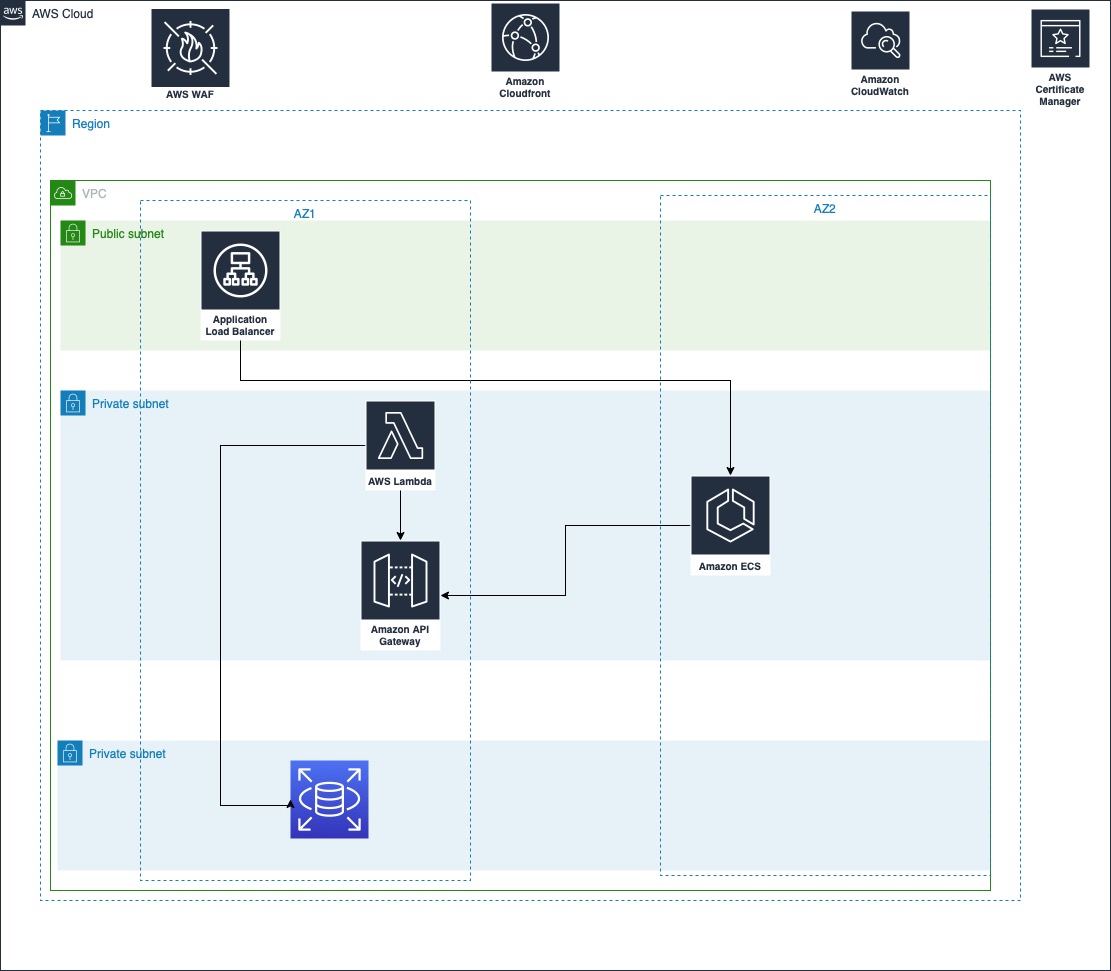 aws
AWS Cloud
AWS WAF
Amazon
Cloudfront
Amazon
CloudWatch
AWS
Certificate
Manager
Region
VPC
AZ1
AZ2
Public subnet
Application
Load Balancer
Private subnet
AWS Lambda
Amazon ECS
</>
Amazon API
Gateway
Private subnet